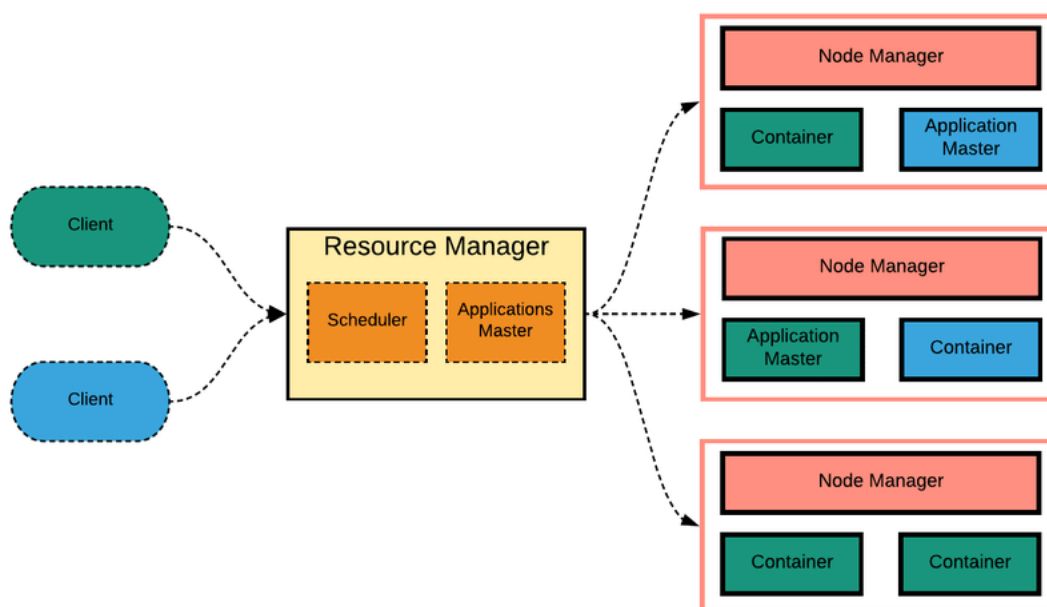 Client
Client
Resource Manager
Scheduler
Applications
Master
Node Manager
Container
Application
Master
Node Manager
Application
Master
Container
Node Manager
Container
Container